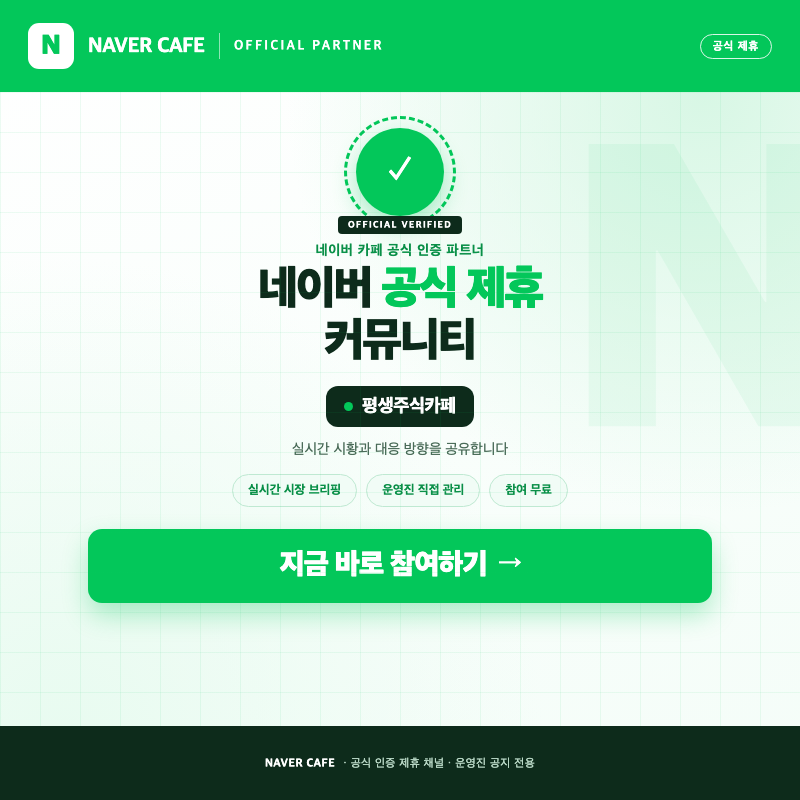 N NAVER CAFE OFFICIAL PARTNER 공식 제휴
N
✓
OFFICIAL VERIFIED
네이버 카페 공식 인증 파트너
네이버 공식 제휴
커뮤니티
평생주식카페
실시간 시황과 대응 방향을 공유합니다
실시간 시장 브리핑 운영진 직접 관리 참여 무료
지금 바로 참여하기 →
NAVER CAFE · 공식 인증 제휴 채널 · 운영진 공지 전용